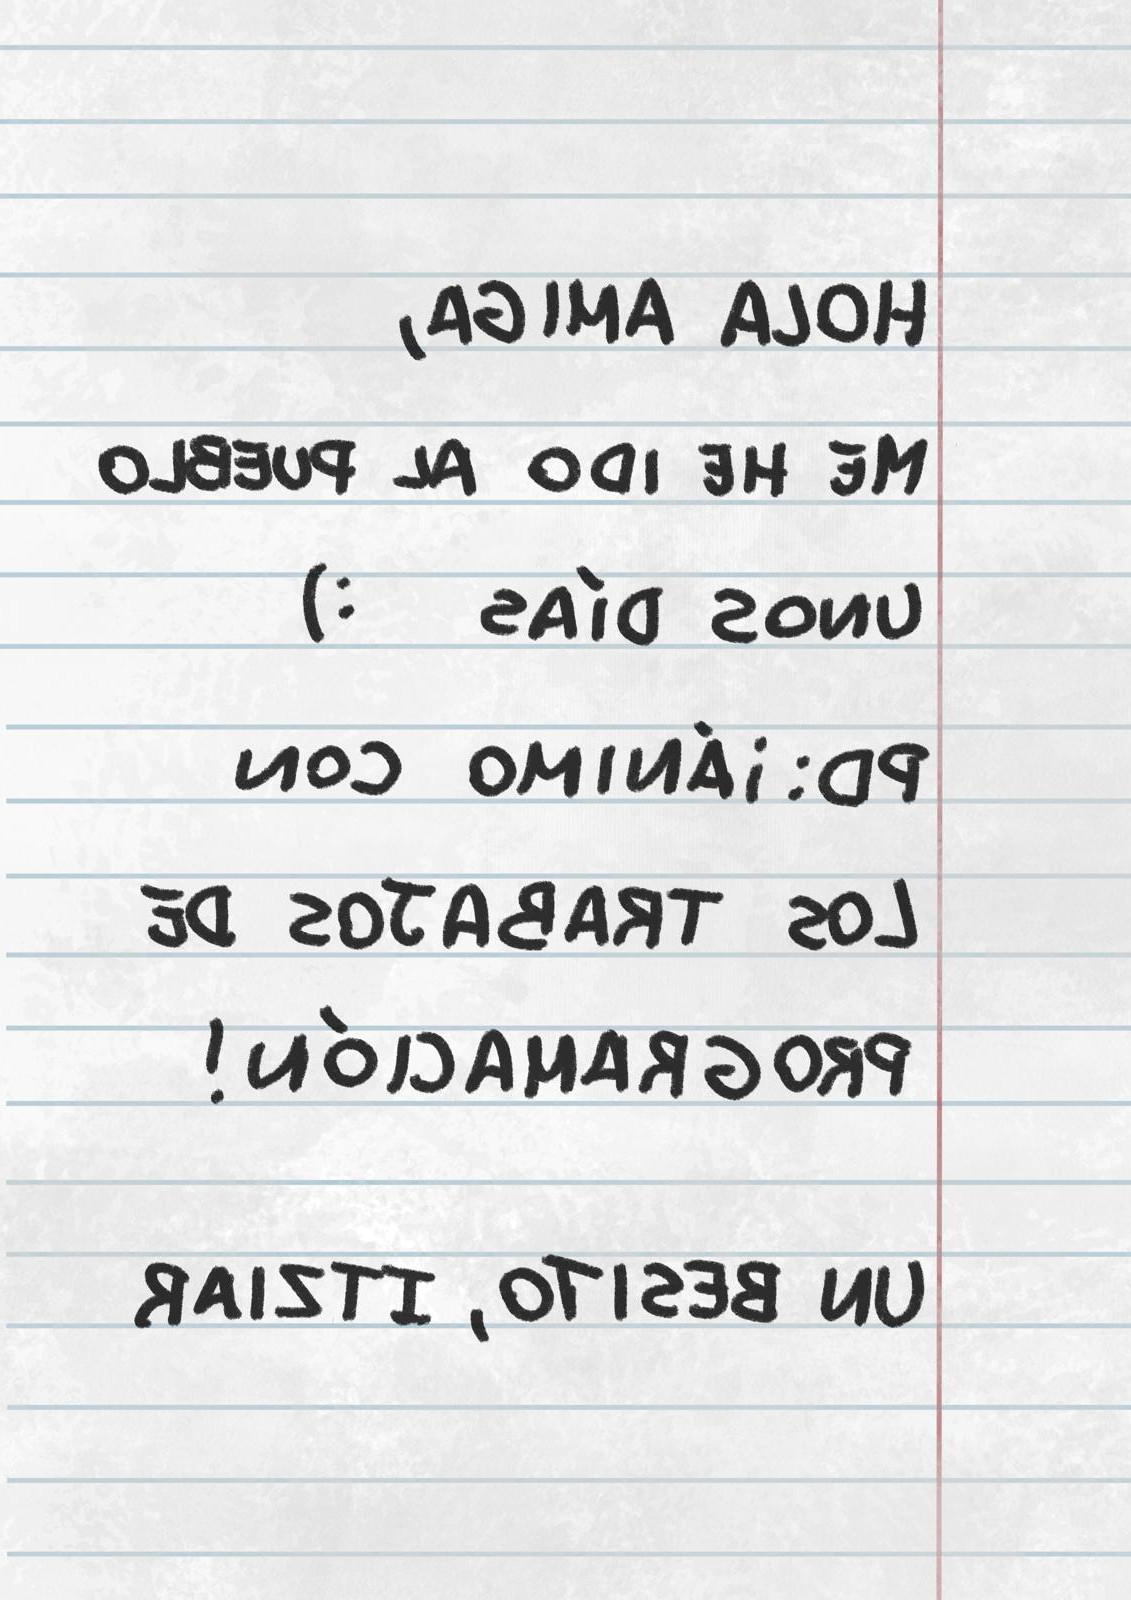 HOLA AMIGA,
ME HE IDO AL PUEBLO
UNOS DÍAS :)
PD: ¡ÁNIMO CON
LOS TRABAJOS DE
PROGRAMACIÓN!
UN BESITO, ITZIAR